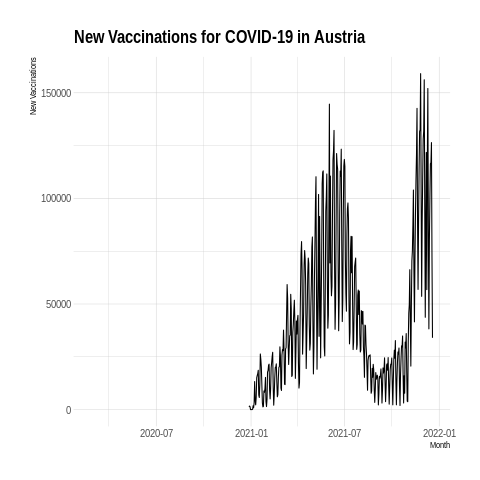 New Vaccinations for COVID-19 in Austria
New Vaccinations
150000
100000
50000
0
2020-07
2021-01
2021-07
2022-01
Month